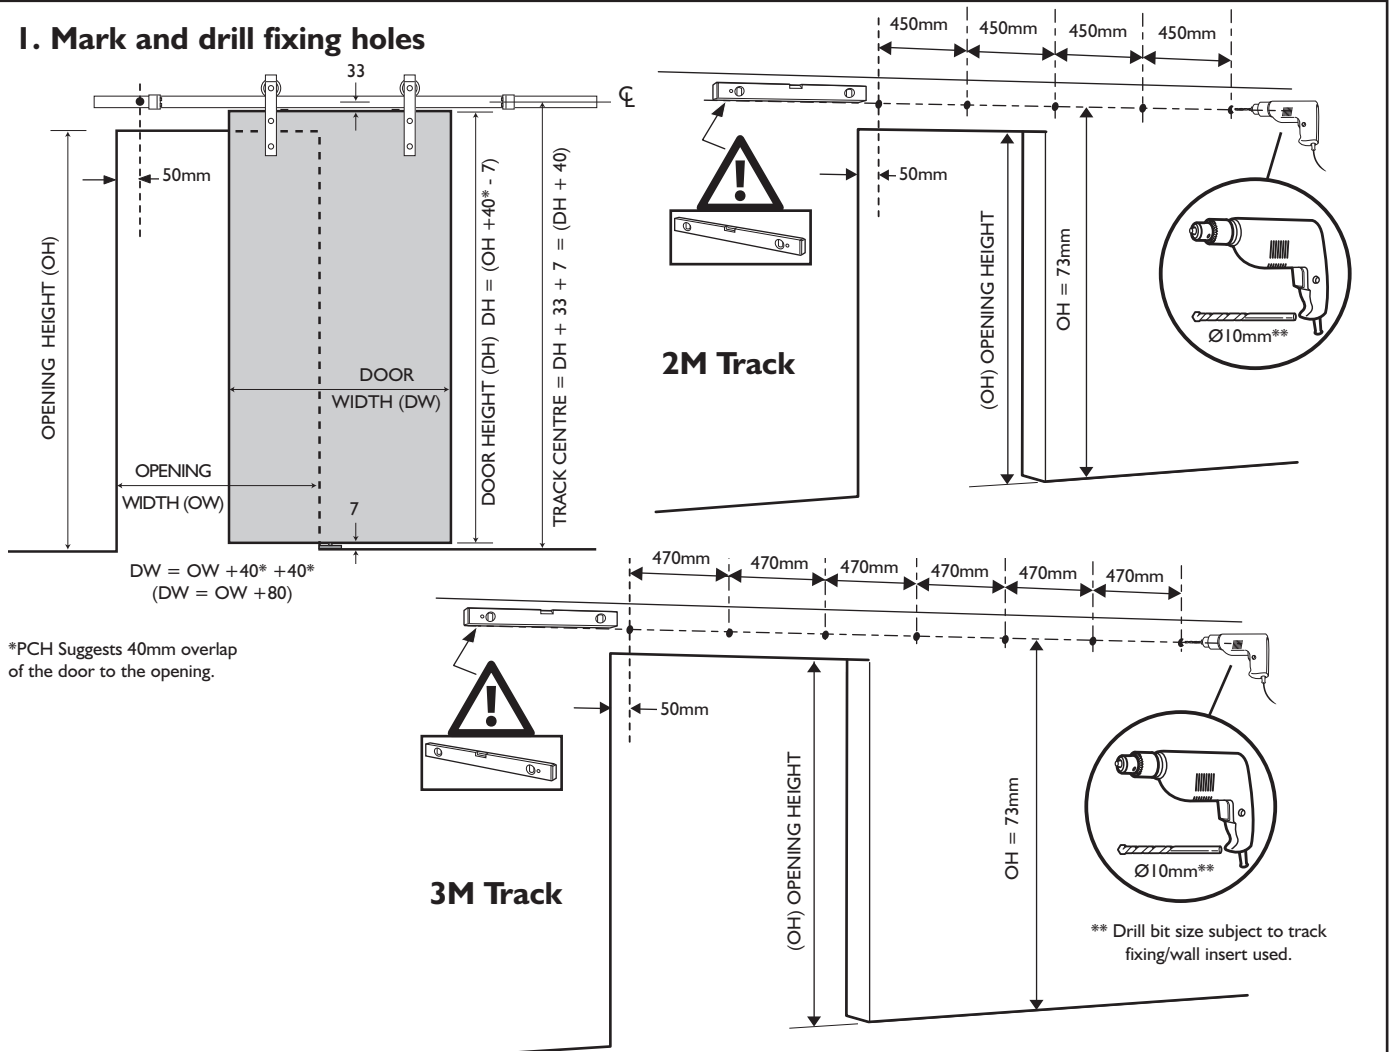 1. Mark and drill fixing holes
33
℄
50mm
OPENING HEIGHT (OH)
DOOR HEIGHT (DH) DH = (OH +40* - 7)
TRACK CENTRE = DH + 33 + 7 = (DH + 40)
DOOR
WIDTH (DW)
OPENING
WIDTH (OW)
7
DW = OW +40* +40*
(DW = OW +80)
*PCH Suggests 40mm overlap
of the door to the opening.
450mm
450mm
450mm
450mm
50mm
(OH) OPENING HEIGHT
OH = 73mm
Ø10mm**
2M Track
470mm
470mm
470mm
470mm
470mm
470mm
50mm
(OH) OPENING HEIGHT
OH = 73mm
Ø10mm**
3M Track
** Drill bit size subject to track
fixing/wall insert used.